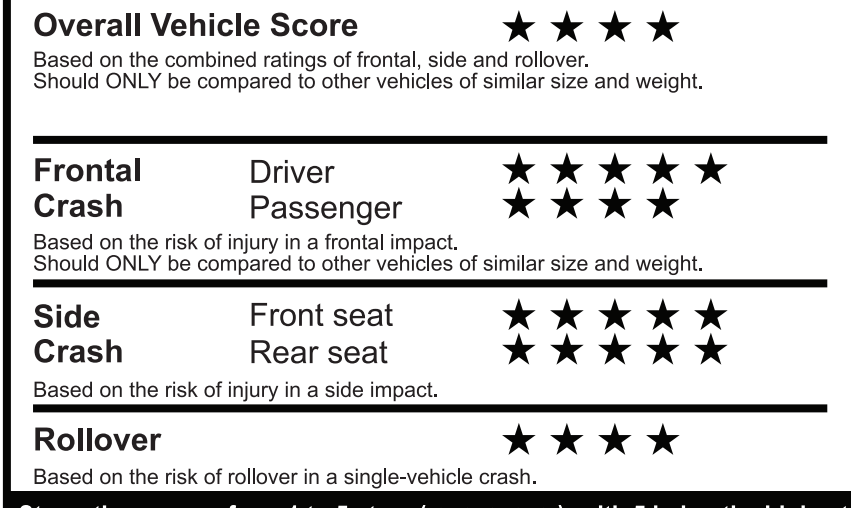 Overall Vehicle Score ★ ★ ★ ★
Based on the combined ratings of frontal, side and rollover.
Should ONLY be compared to other vehicles of similar size and weight.
Frontal Driver ★ ★ ★ ★ ★
Crash Passenger ★ ★ ★ ★
Based on the risk of injury in a frontal impact.
Should ONLY be compared to other vehicles of similar size and weight.
Side Front seat ★ ★ ★ ★ ★
Crash Rear seat ★ ★ ★ ★ ★
Based on the risk of injury in a side impact.
Rollover ★ ★ ★ ★
Based on the risk of rollover in a single-vehicle crash.